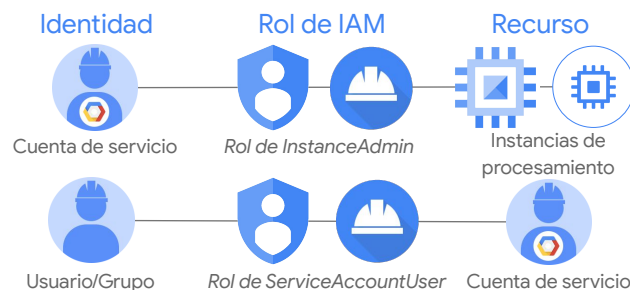 Identidad Rol de IAM Recurso
Cuenta de servicio Rol de InstanceAdmin Instancias de
procesamiento
Usuario/Grupo Rol de ServiceAccountUser Cuenta de servicio